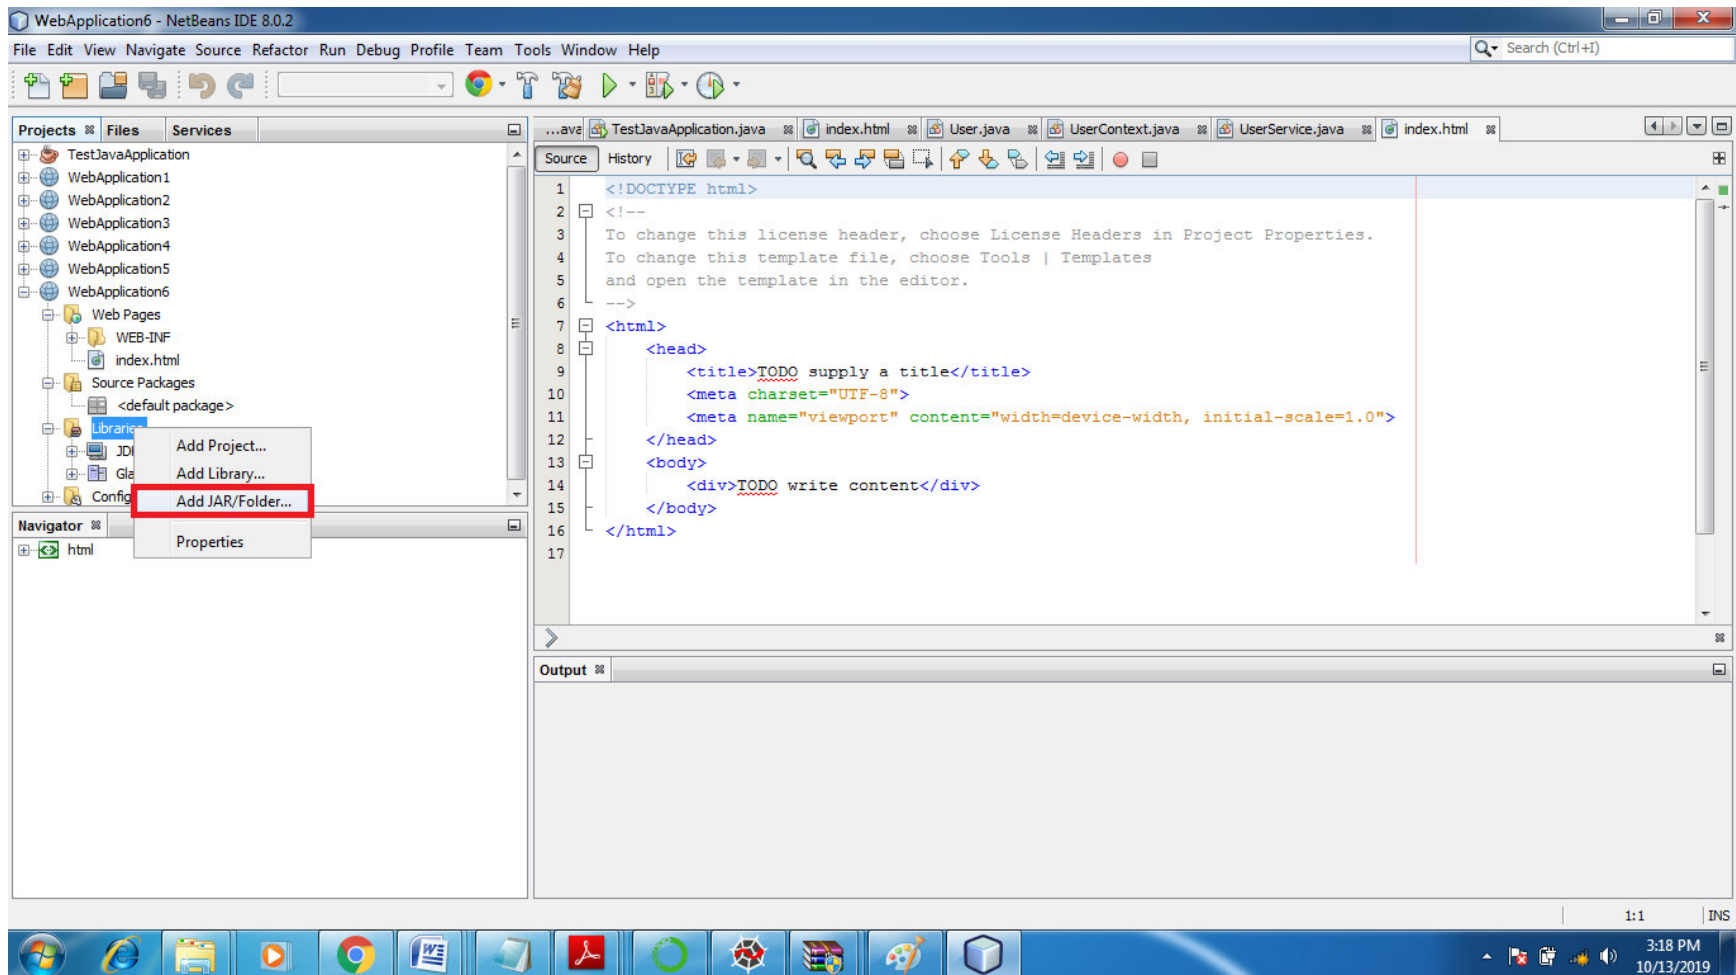 WebApplication6 - NetBeans IDE 8.0.2
File Edit View Navigate Source Refactor Run Debug Profile Team Tools Window Help
Search (Ctrl+I)
Projects Files Services
TestJavaApplication
WebApplication1
WebApplication2
WebApplication3
WebApplication4
WebApplication5
WebApplication6
Web Pages
WEB-INF
index.html
Source Packages
<default package>
Libraries
Add Project...
Add Library...
Add JAR/Folder...
Properties
Navigator
html
...ava TestJavaApplication.java index.html User.java UserContext.java UserService.java index.html
Source History
1 <!DOCTYPE html>
2 <!--
3 To change this license header, choose License Headers in Project Properties.
4 To change this template file, choose Tools | Templates
5 and open the template in the editor.
6 -->
7 <html>
8 <head>
9 <title>TODO supply a title</title>
10 <meta charset="UTF-8">
11 <meta name="viewport" content="width=device-width, initial-scale=1.0">
12 </head>
13 <body>
14 <div>TODO write content</div>
15 </body>
16 </html>
17
Output
1:1 INS
3:18 PM
10/13/2019